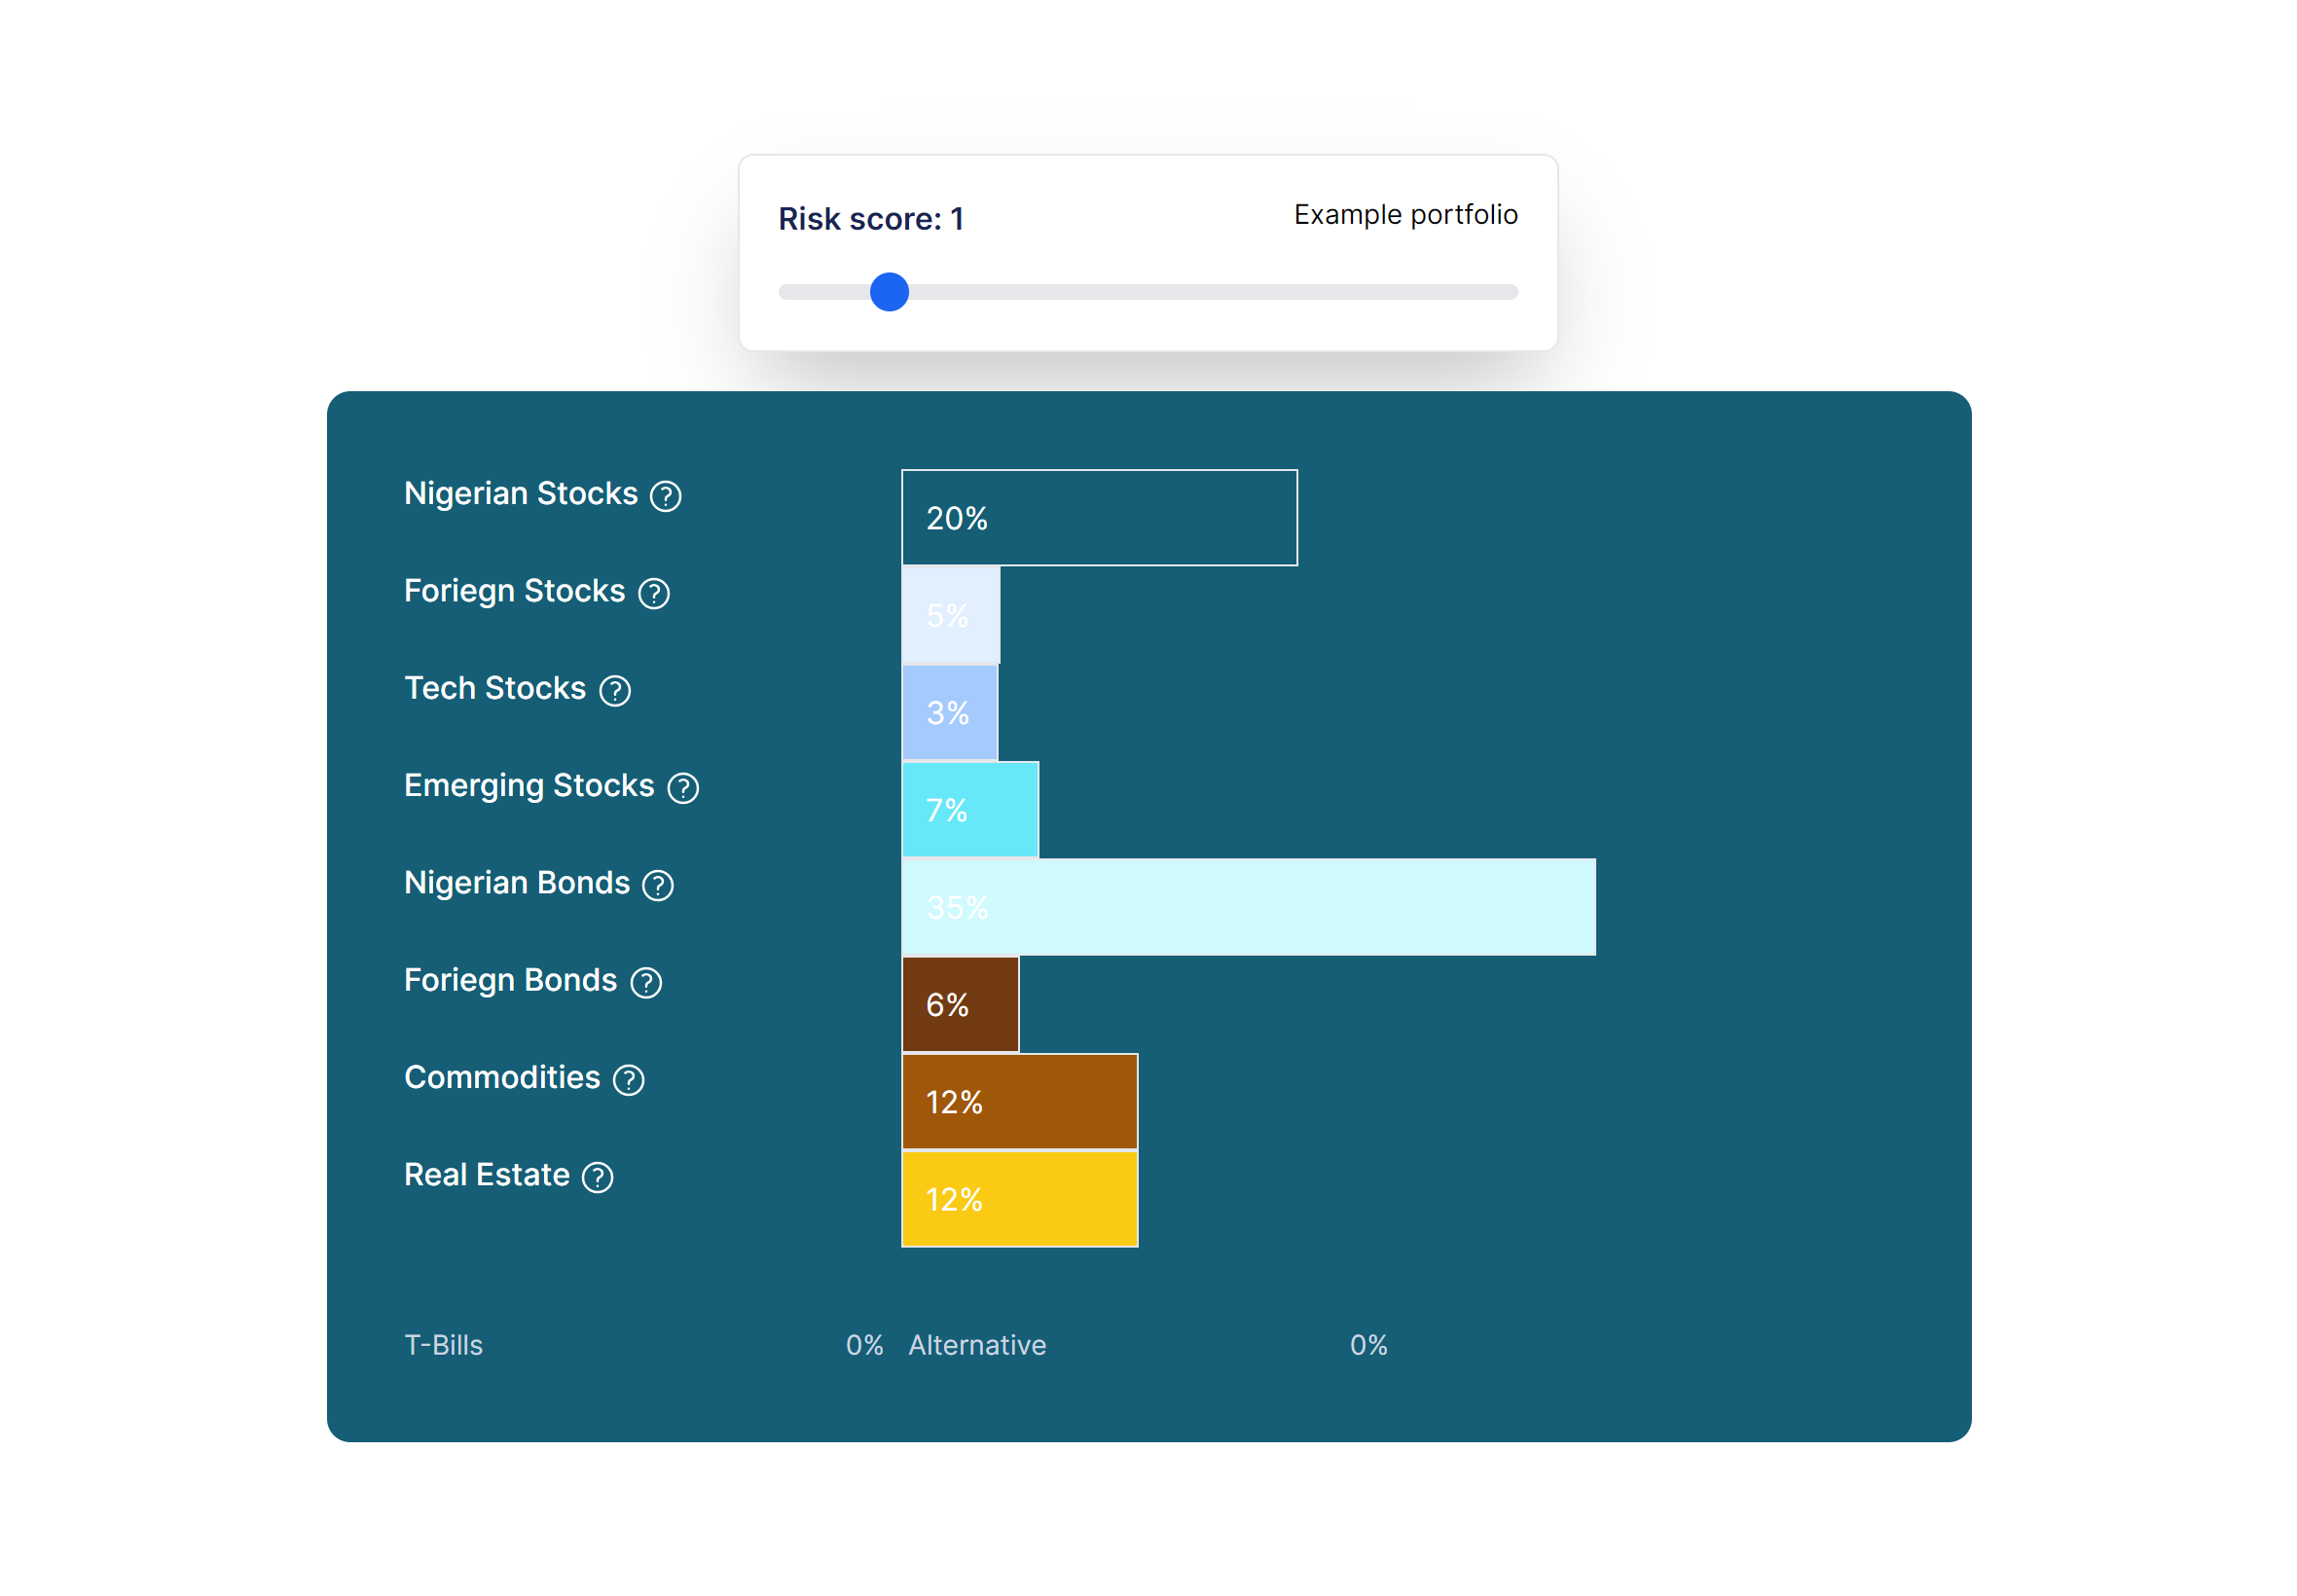 Risk score: 1
Example portfolio
Nigerian Stocks ?
20%
Foriegn Stocks ?
5%
Tech Stocks ?
3%
Emerging Stocks ?
7%
Nigerian Bonds ?
35%
Foriegn Bonds ?
6%
Commodities ?
12%
Real Estate ?
12%
T-Bills 0% Alternative 0%